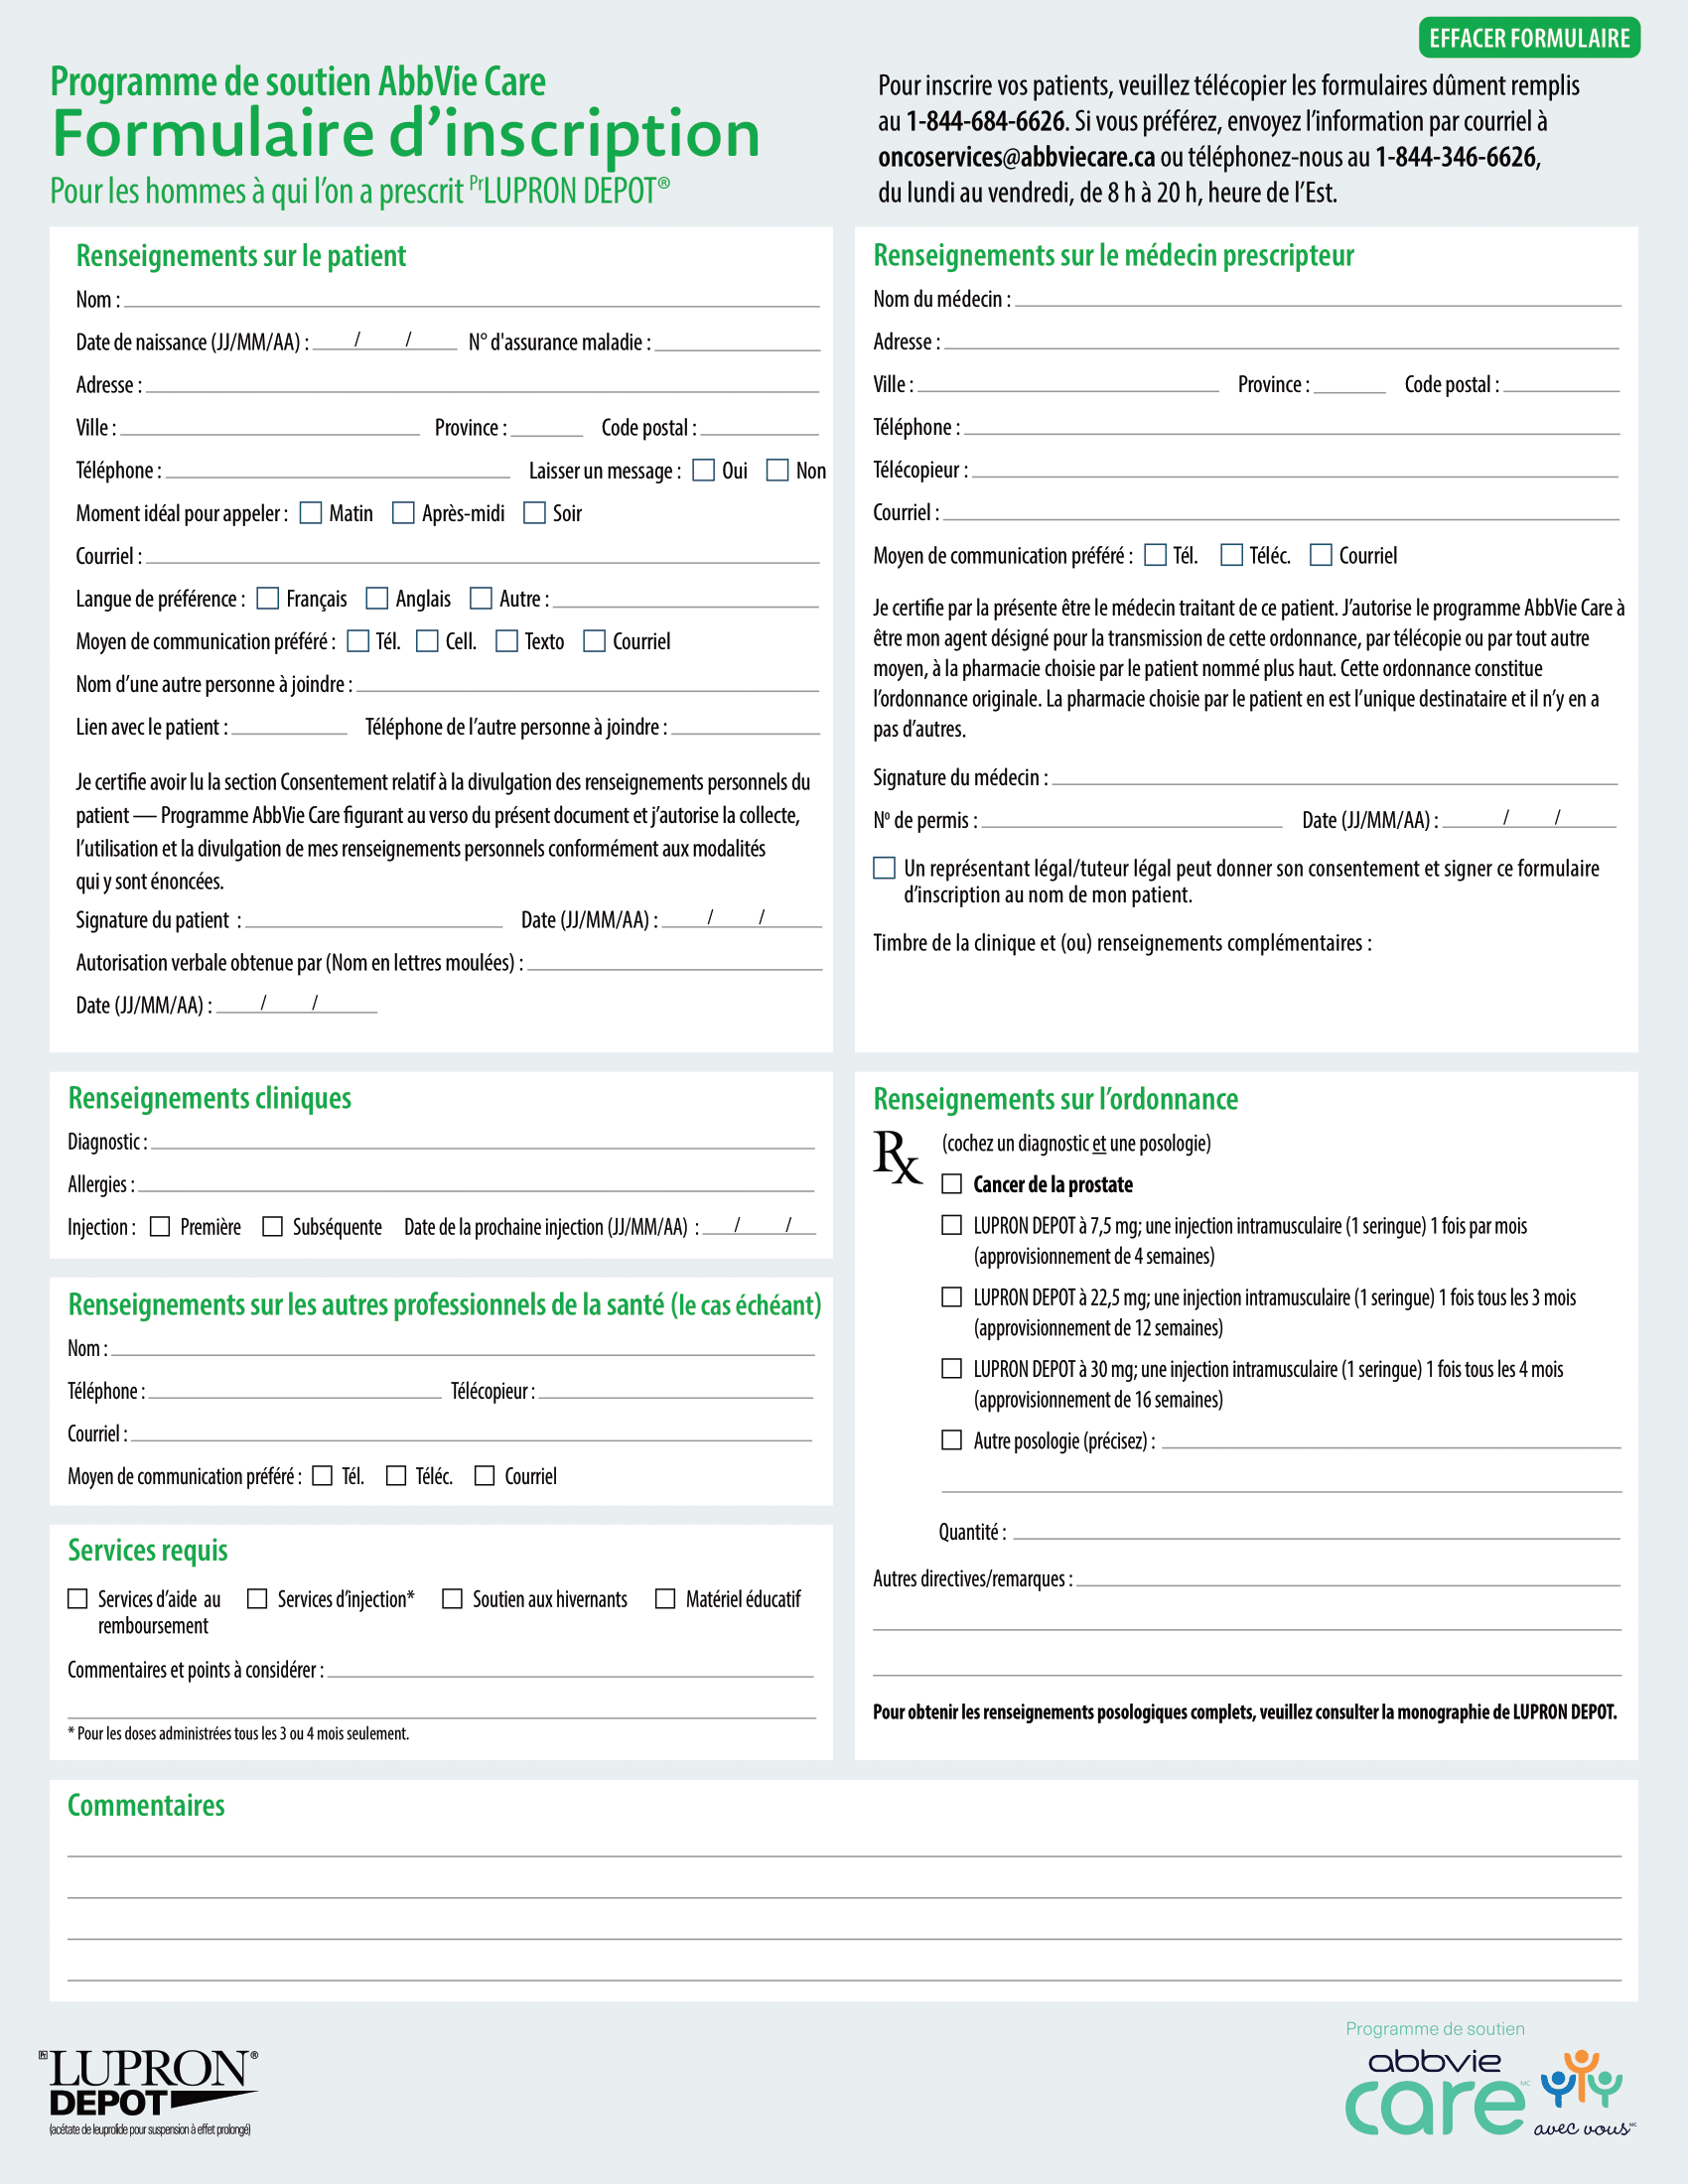 EFFACER FORMULAIRE
Programme de soutien AbbVie Care
Formulaire d’inscription
Pour les hommes à qui l’on a prescrit PrLUPRON DEPOT®
Pour inscrire vos patients, veuillez télécopier les formulaires dûment remplis
au 1-844-684-6626. Si vous préférez, envoyez l’information par courriel à
oncoservices@abbviecare.ca ou téléphonez-nous au 1-844-346-6626,
du lundi au vendredi, de 8 h à 20 h, heure de l’Est.
Renseignements sur le patient
Nom :
Date de naissance (JJ/MM/AA) : / / N° d'assurance maladie :
Adresse :
Ville : Province : Code postal :
Téléphone : Laisser un message : Oui Non
Moment idéal pour appeler : Matin Après-midi Soir
Courriel :
Langue de préférence : Français Anglais Autre :
Moyen de communication préféré : Tél. Cell. Texto Courriel
Nom d’une autre personne à joindre :
Lien avec le patient : Téléphone de l’autre personne à joindre :
Je certifie avoir lu la section Consentement relatif à la divulgation des renseignements personnels du
patient — Programme AbbVie Care figurant au verso du présent document et j’autorise la collecte,
l’utilisation et la divulgation de mes renseignements personnels conformément aux modalités
qui y sont énoncées.
Signature du patient : Date (JJ/MM/AA) : / /
Autorisation verbale obtenue par (Nom en lettres moulées) :
Date (JJ/MM/AA) : / /
Renseignements sur le médecin prescripteur
Nom du médecin :
Adresse :
Ville : Province : Code postal :
Téléphone :
Télécopieur :
Courriel :
Moyen de communication préféré : Tél. Téléc. Courriel
Je certifie par la présente être le médecin traitant de ce patient. J’autorise le programme AbbVie Care à
être mon agent désigné pour la transmission de cette ordonnance, par télécopie ou par tout autre
moyen, à la pharmacie choisie par le patient nommé plus haut. Cette ordonnance constitue
l’ordonnance originale. La pharmacie choisie par le patient en est l’unique destinataire et il n’y en a
pas d’autres.
Signature du médecin :
Nº de permis : Date (JJ/MM/AA) : / /
Un représentant légal/tuteur légal peut donner son consentement et signer ce formulaire
d’inscription au nom de mon patient.
Timbre de la clinique et (ou) renseignements complémentaires :
Renseignements cliniques
Diagnostic :
Allergies :
Injection : Première Subséquente Date de la prochaine injection (JJ/MM/AA) : / /
Renseignements sur les autres professionnels de la santé (le cas échéant)
Nom :
Téléphone : Télécopieur :
Courriel :
Moyen de communication préféré : Tél. Téléc. Courriel
Services requis
Services d’aide au Services d’injection* Soutien aux hivernants Matériel éducatif
remboursement
Commentaires et points à considérer :
* Pour les doses administrées tous les 3 ou 4 mois seulement.
Renseignements sur l’ordonnance
Rx (cochez un diagnostic et une posologie)
Cancer de la prostate
LUPRON DEPOT à 7,5 mg; une injection intramusculaire (1 seringue) 1 fois par mois
(approvisionnement de 4 semaines)
LUPRON DEPOT à 22,5 mg; une injection intramusculaire (1 seringue) 1 fois tous les 3 mois
(approvisionnement de 12 semaines)
LUPRON DEPOT à 30 mg; une injection intramusculaire (1 seringue) 1 fois tous les 4 mois
(approvisionnement de 16 semaines)
Autre posologie (précisez) :
Quantité :
Autres directives/remarques :
Pour obtenir les renseignements posologiques complets, veuillez consulter la monographie de LUPRON DEPOT.
Commentaires
Pr LUPRON®
DEPOT
(acétate de leuprolide pour suspension à effet prolongé)
Programme de soutien
abbvie
care MC
avec vous MC